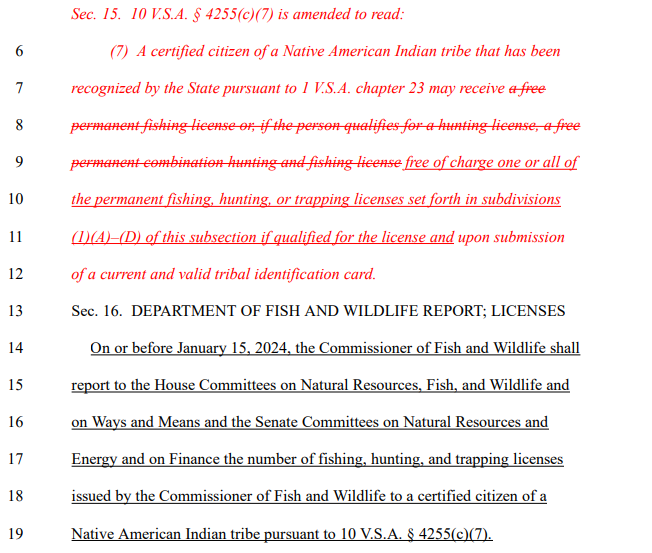 Sec. 15. 10 V.S.A. § 4255(c)(7) is amended to read:
6 (7) A certified citizen of a Native American Indian tribe that has been
7 recognized by the State pursuant to 1 V.S.A. chapter 23 may receive a free
8 permanent fishing license or, if the person qualifies for a hunting license, a free
9 permanent combination hunting and fishing license free of charge one or all of
10 the permanent fishing, hunting, or trapping licenses set forth in subdivisions
11 (1)(A)–(D) of this subsection if qualified for the license and upon submission
12 of a current and valid tribal identification card.
13 Sec. 16. DEPARTMENT OF FISH AND WILDLIFE REPORT; LICENSES
14 On or before January 15, 2024, the Commissioner of Fish and Wildlife shall
15 report to the House Committees on Natural Resources, Fish, and Wildlife and
16 on Ways and Means and the Senate Committees on Natural Resources and
17 Energy and on Finance the number of fishing, hunting, and trapping licenses
18 issued by the Commissioner of Fish and Wildlife to a certified citizen of a
19 Native American Indian tribe pursuant to 10 V.S.A. § 4255(c)(7).